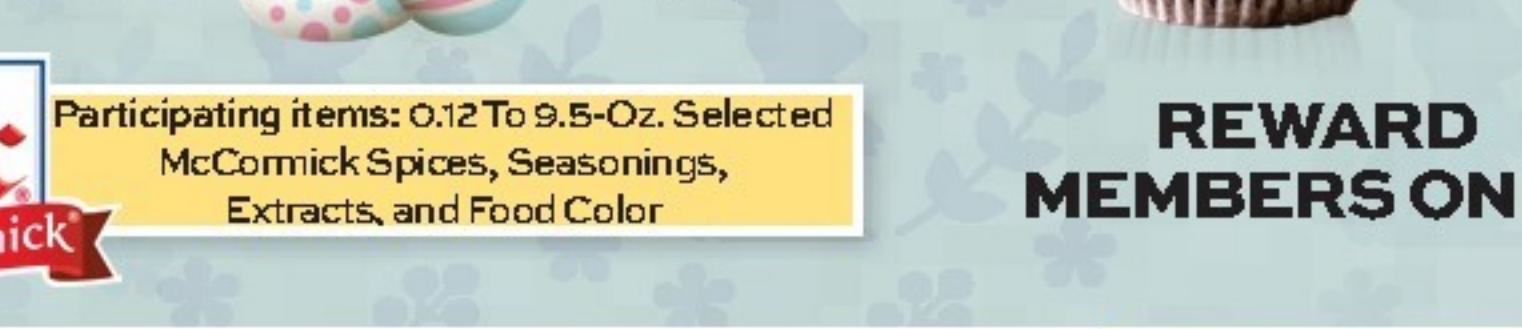 Participating items: 0.12 To 9.5-Oz. Selected
McCormick Spices, Seasonings,
Extracts, and Food Color
REWARD
MEMBERS ON